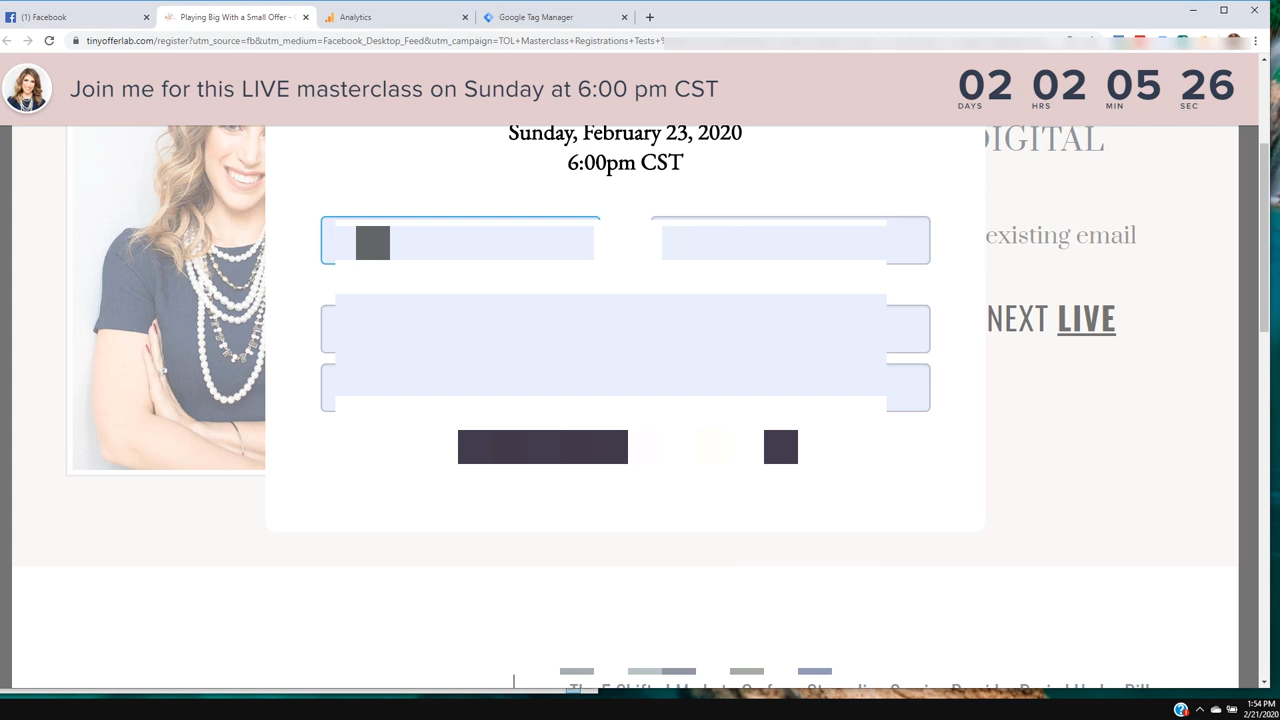 (1) Facebook
Playing Big With a Small Offer -
Analytics
Google Tag Manager
tinyofferlab.com/register?utm_source=fb&utm_medium=Facebook_Desktop_Feed&utm_campaign=TOL+Masterclass+Registrations+Tests+%
Join me for this LIVE masterclass on Sunday at 6:00 pm CST
02 02 05 26
DAYS HRS MIN SEC
Sunday, February 23, 2020
6:00pm CST
DIGITAL
existing email
NEXT LIVE
1:54 PM
2/21/2020